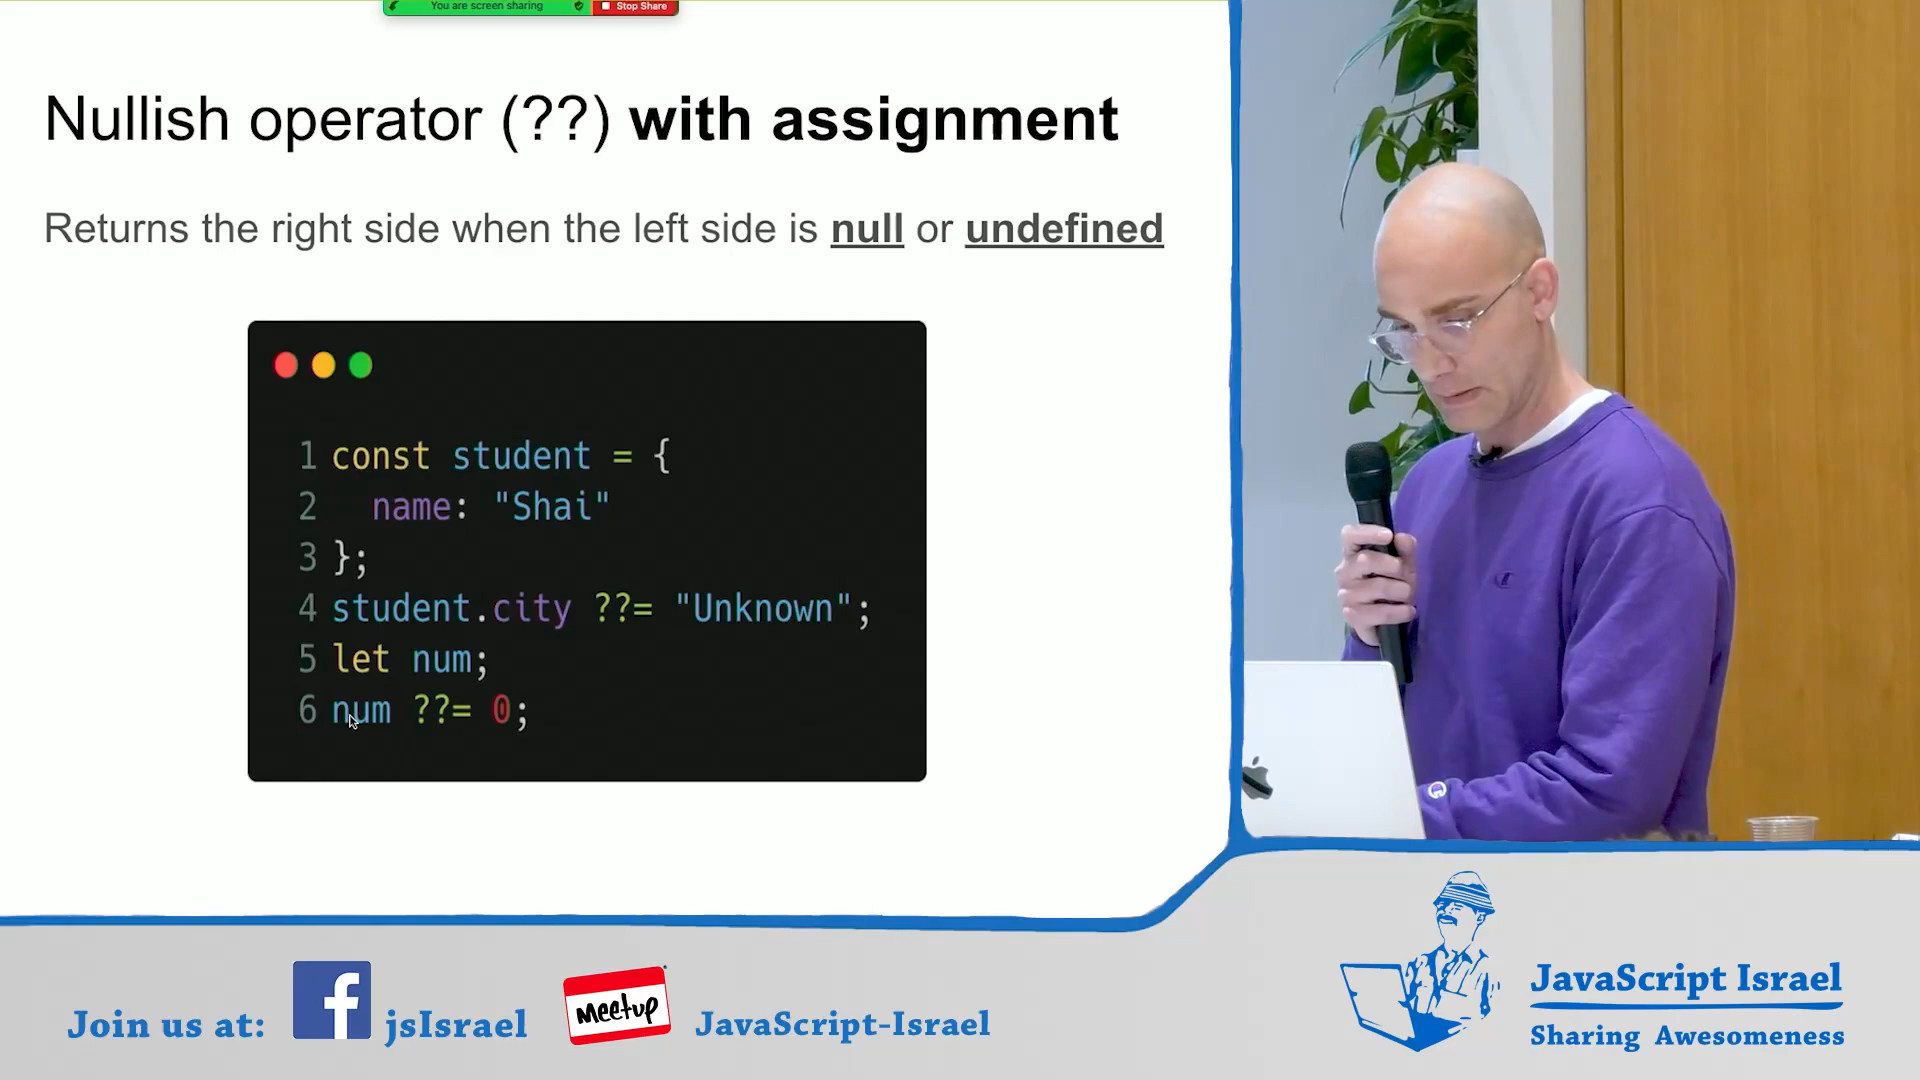 You are screen sharing
Stop Share
Nullish operator (??) with assignment
Returns the right side when the left side is null or undefined
1 const student = {
2   name: "Shai"
3 };
4 student.city ??= "Unknown";
5 let num;
6 num ??= 0;
Join us at: f jsIsrael meetup JavaScript-Israel
JavaScript Israel
Sharing Awesomeness